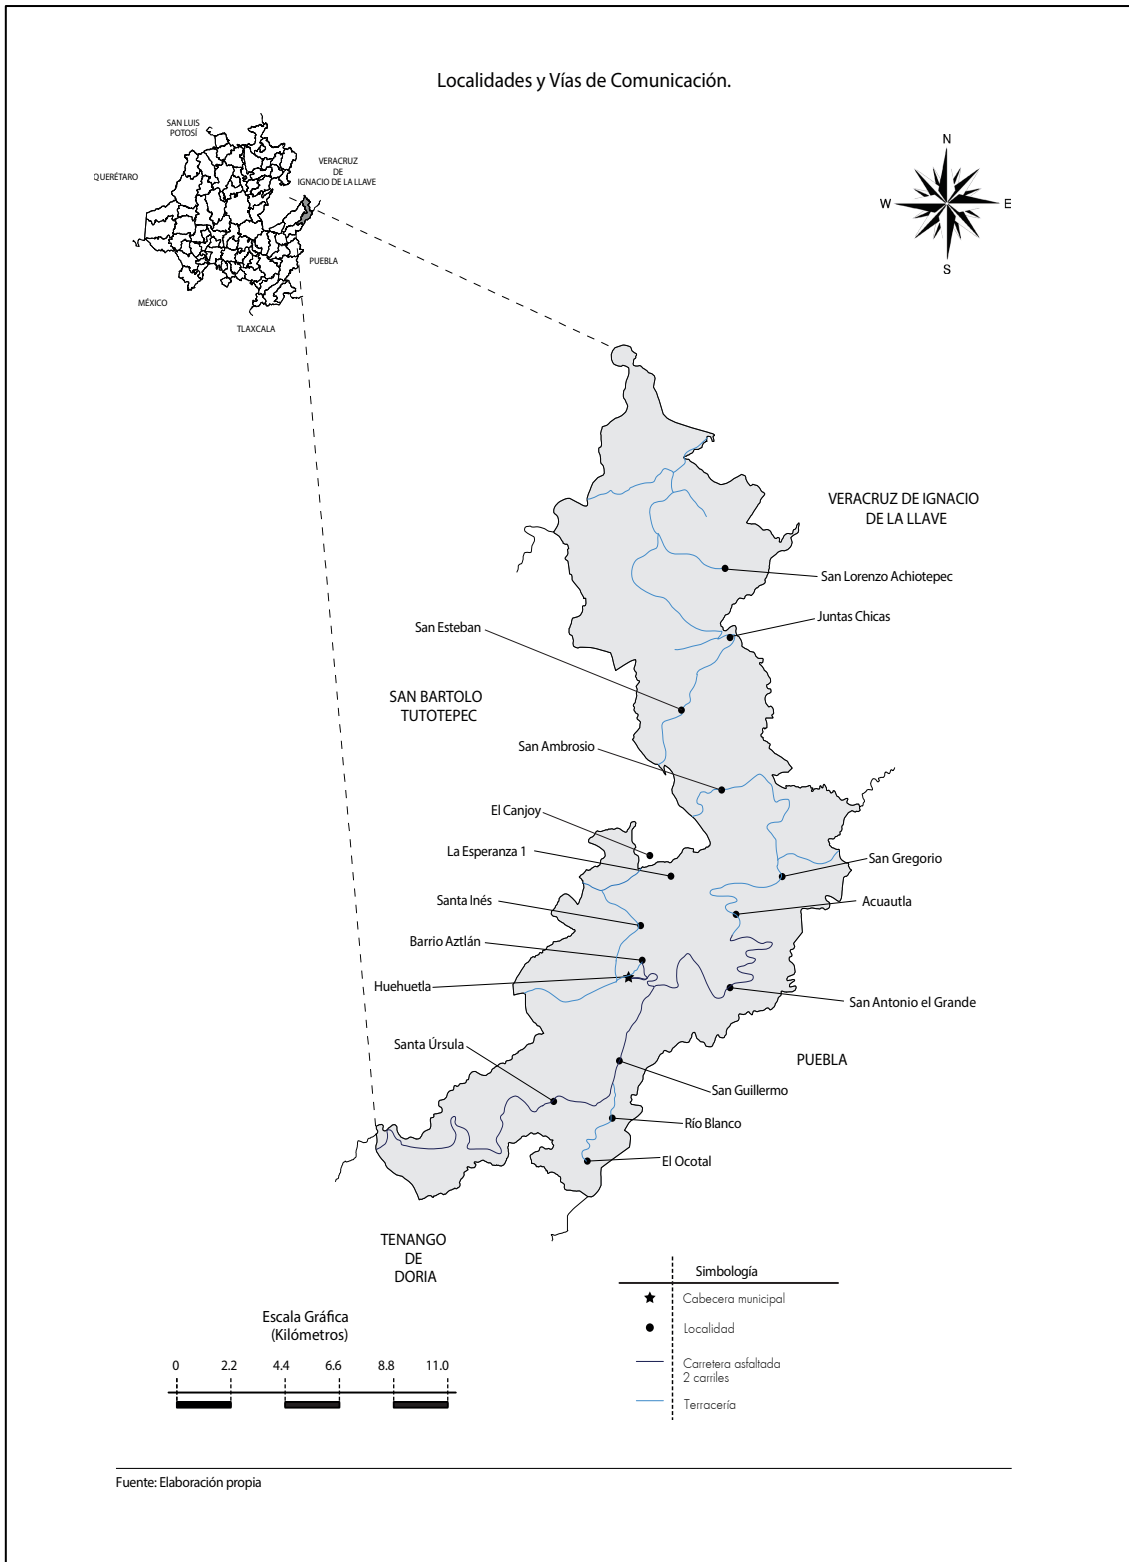 Localidades y Vías de Comunicación.
SAN LUIS
POTOSÍ
VERACRUZ
DE
IGNACIO DE LA LLAVE
QUERÉTARO
PUEBLA
MÉXICO
TLAXCALA
N
W
E
S
VERACRUZ DE IGNACIO
DE LA LLAVE
San Lorenzo Achiotepec
Juntas Chicas
San Esteban
SAN BARTOLO
TUTOTEPEC
San Ambrosio
El Canjoy
La Esperanza 1
San Gregorio
Santa Inés
Acuautla
Barrio Aztlán
Huehuetla
San Antonio el Grande
Santa Úrsula
PUEBLA
San Guillermo
Río Blanco
El Ocotal
TENANGO
DE
DORIA
Simbología
Cabecera municipal
Localidad
Carretera asfaltada
2 carriles
Terracería
Escala Gráfica
(Kilómetros)
0 2.2 4.4 6.6 8.8 11.0
Fuente: Elaboración propia